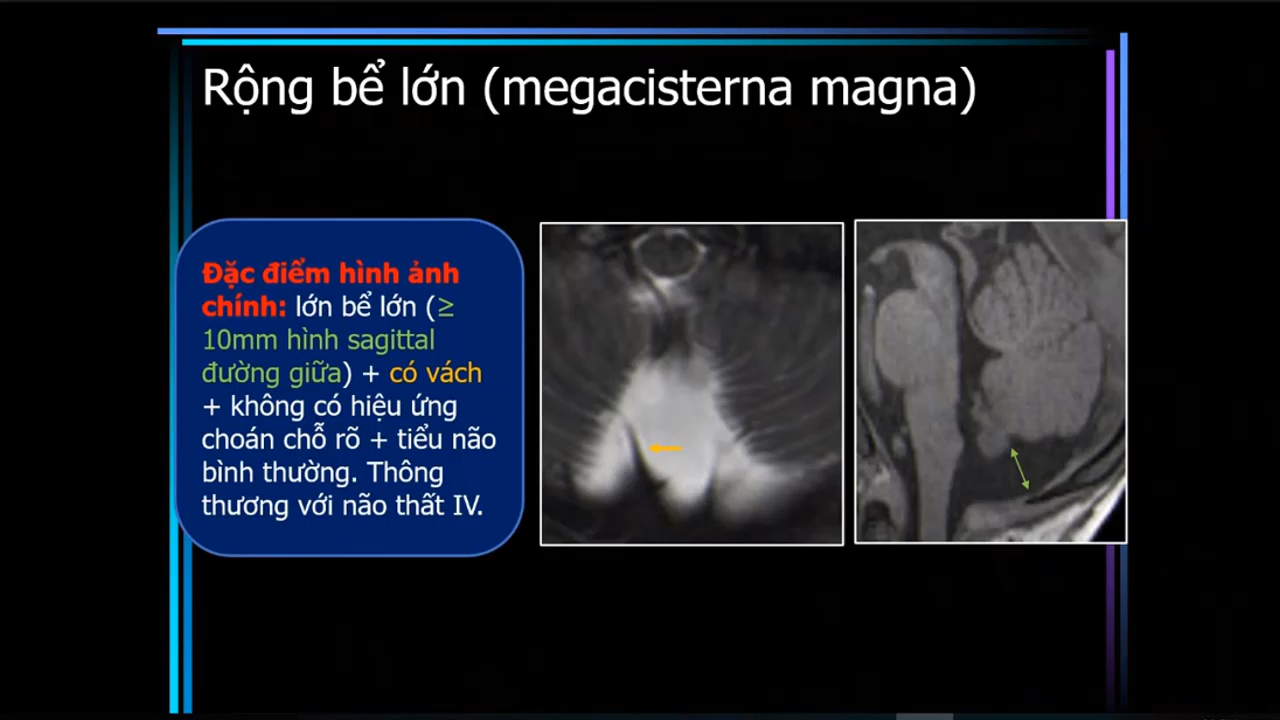 Rộng bể lớn (megacisterna magna)
Đặc điểm hình ảnh
chính: lớn bể lớn (≥
10mm hình sagittal
đường giữa) + có vách
+ không có hiệu ứng
choán chỗ rõ + tiểu não
bình thường. Thông
thương với não thất IV.